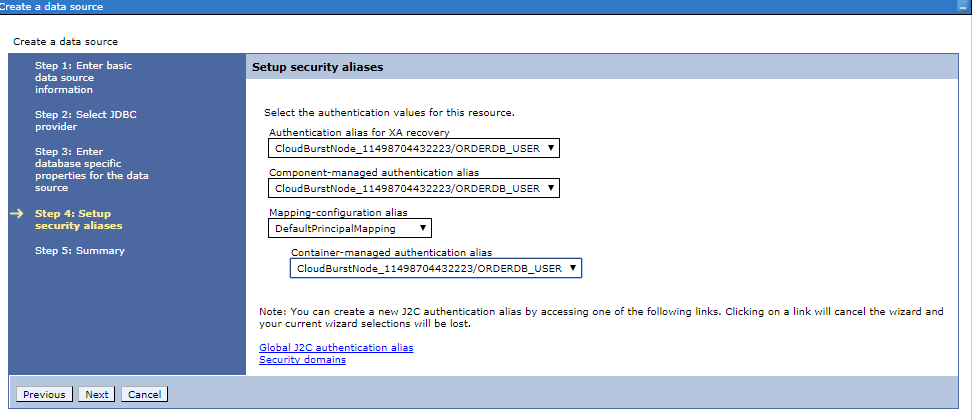 Create a data source
Create a data source
Step 1: Enter basic
data source
information
Step 2: Select JDBC
provider
Step 3: Enter
database specific
properties for the data
source
Step 4: Setup
security aliases
Step 5: Summary
Setup security aliases
Select the authentication values for this resource.
Authentication alias for XA recovery
CloudBurstNode_11498704432223/ORDERDB_USER
Component-managed authentication alias
CloudBurstNode_11498704432223/ORDERDB_USER
Mapping-configuration alias
DefaultPrincipalMapping
Container-managed authentication alias
CloudBurstNode_11498704432223/ORDERDB_USER
Note: You can create a new J2C authentication alias by accessing one of the following links. Clicking on a link will cancel the wizard and
your current wizard selections will be lost.
Global J2C authentication alias
Security domains
Previous Next Cancel